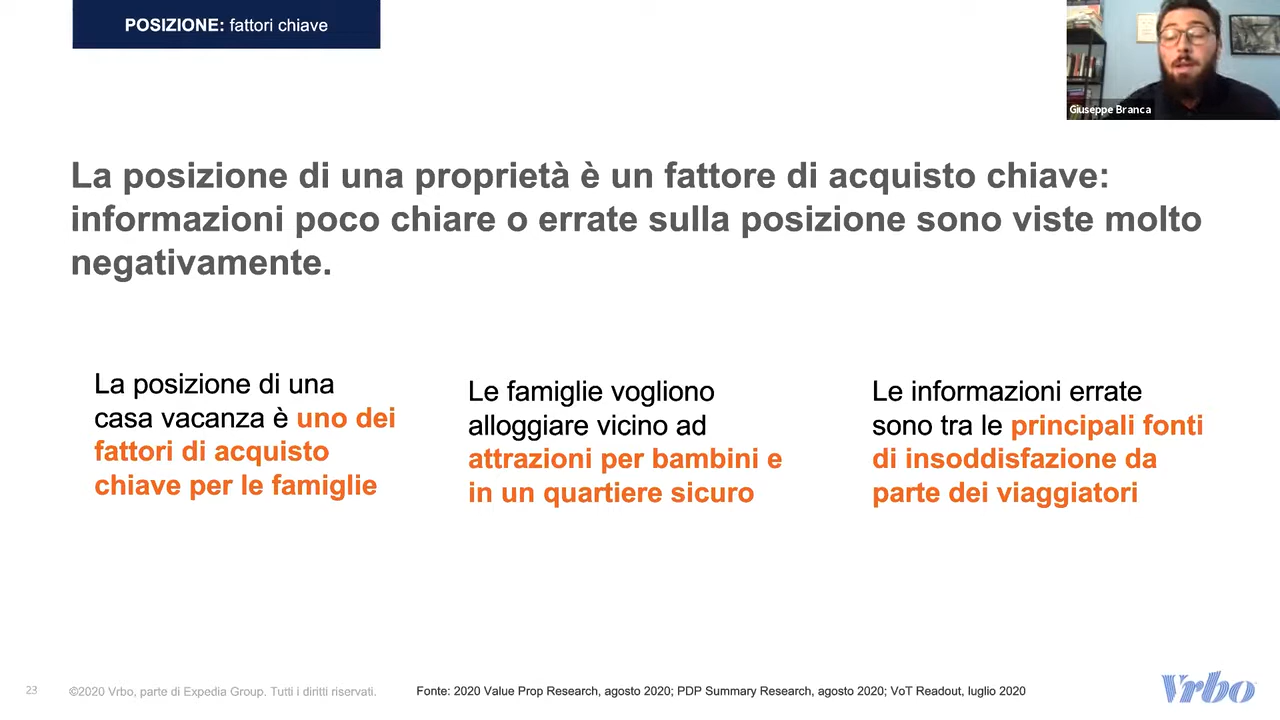 POSIZIONE: fattori chiave
Giuseppe Branca
La posizione di una proprietà è un fattore di acquisto chiave:
informazioni poco chiare o errate sulla posizione sono viste molto
negativamente.
La posizione di una
casa vacanza è uno dei
fattori di acquisto
chiave per le famiglie
Le famiglie vogliono
alloggiare vicino ad
attrazioni per bambini e
in un quartiere sicuro
Le informazioni errate
sono tra le principali fonti
di insoddisfazione da
parte dei viaggiatori
23
©2020 Vrbo, parte di Expedia Group. Tutti i diritti riservati.
Fonte: 2020 Value Prop Research, agosto 2020; PDP Summary Research, agosto 2020; VoT Readout, luglio 2020
Vrbo